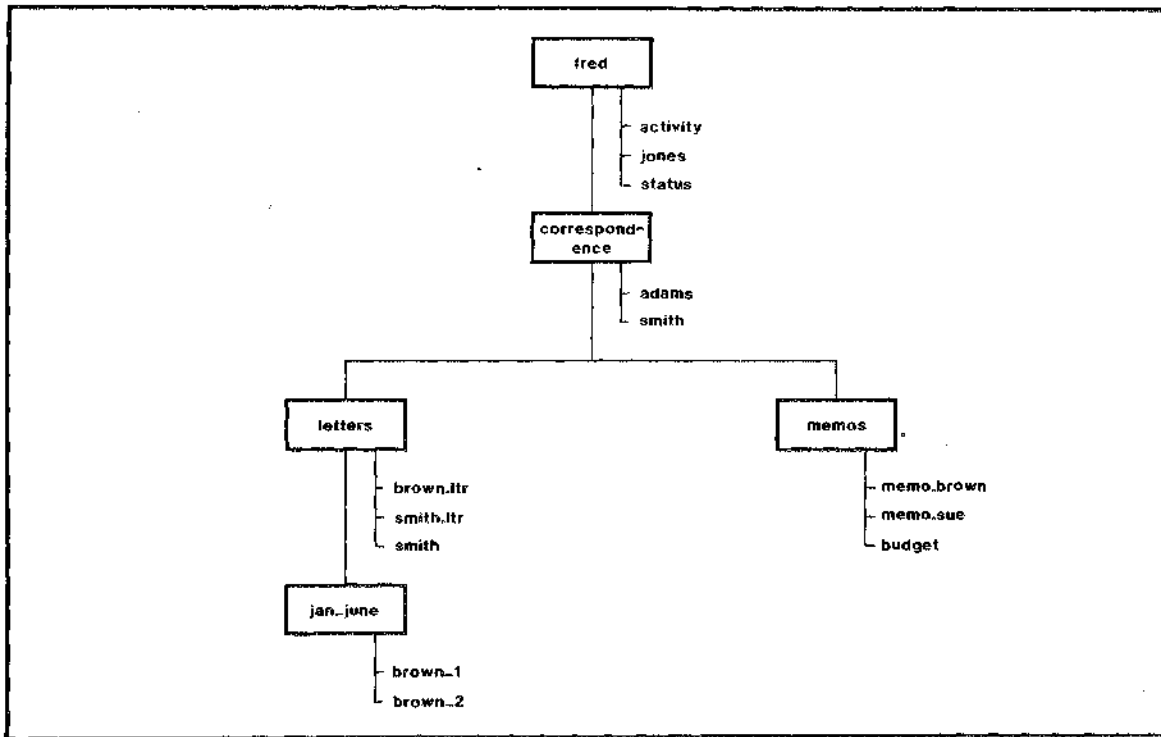 fred
activity
jones
status
correspond-
ence
adams
smith
letters
memos
brown.ltr
smith.ltr
smith
memo.brown
memo.sue
budget
jan_june
brown_1
brown_2